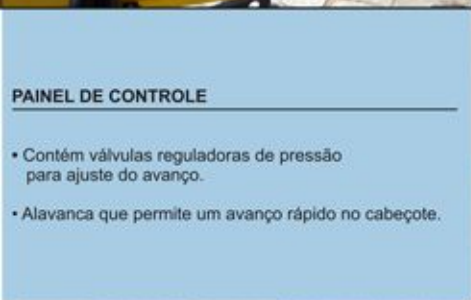 PAINEL DE CONTROLE
• Contém válvulas reguladoras de pressão
para ajuste do avanço.
• Alavanca que permite um avanço rápido no cabeçote.